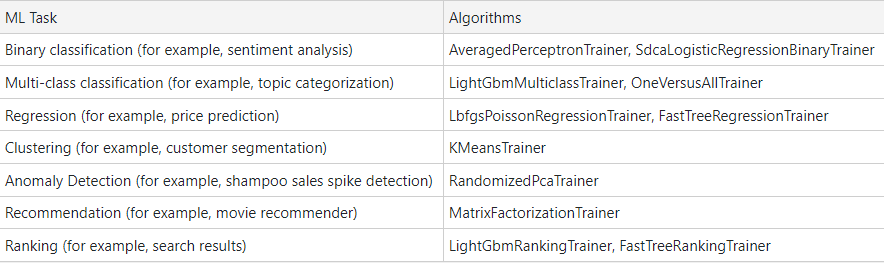 ML Task Algorithms
Binary classification (for example, sentiment analysis) AveragedPerceptronTrainer, SdcaLogisticRegressionBinaryTrainer
Multi-class classification (for example, topic categorization) LightGbmMulticlassTrainer, OneVersusAllTrainer
Regression (for example, price prediction) LbfgsPoissonRegressionTrainer, FastTreeRegressionTrainer
Clustering (for example, customer segmentation) KMeansTrainer
Anomaly Detection (for example, shampoo sales spike detection) RandomizedPcaTrainer
Recommendation (for example, movie recommender) MatrixFactorizationTrainer
Ranking (for example, search results) LightGbmRankingTrainer, FastTreeRankingTrainer